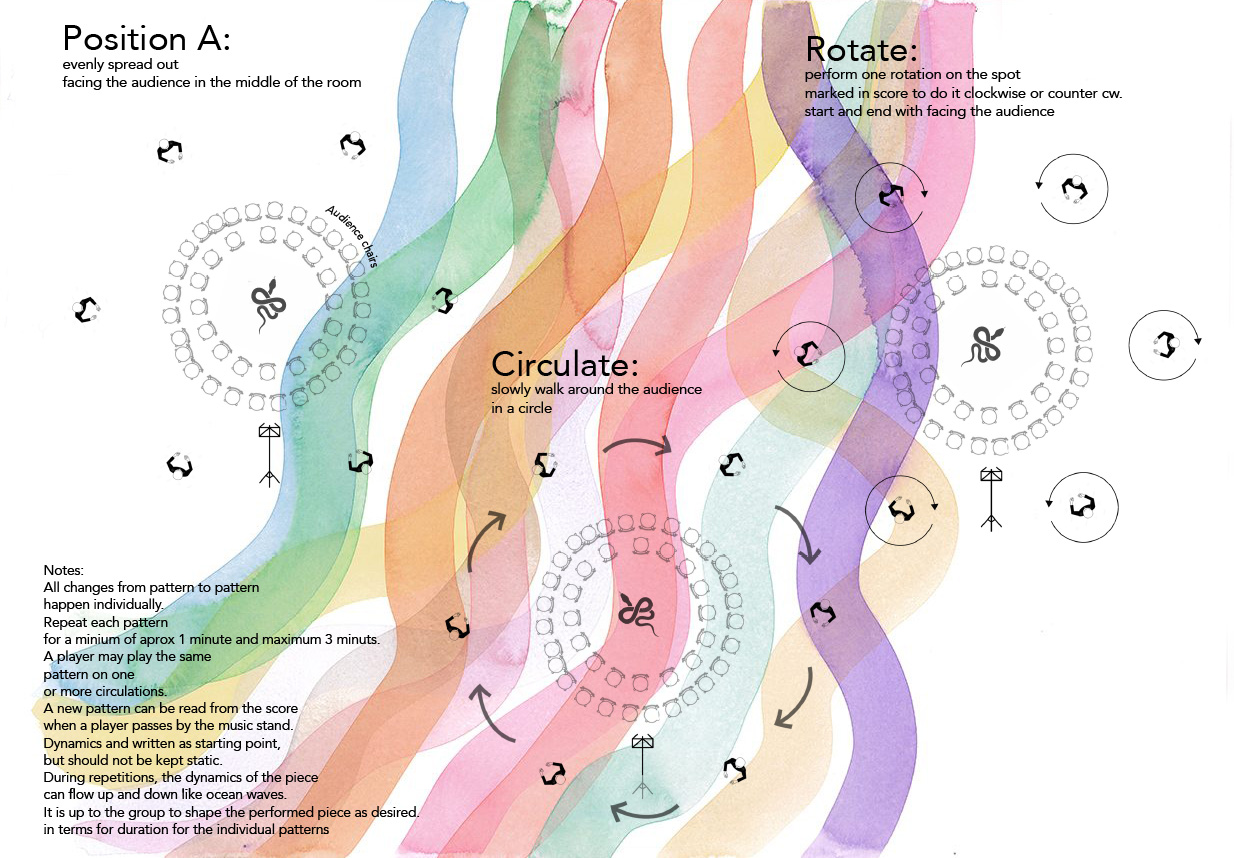 Position A:
evenly spread out
facing the audience in the middle of the room
Rotate:
perform one rotation on the spot
marked in score to do it clockwise or counter cw.
start and end with facing the audience
Audience chairs
Circulate:
slowly walk around the audience
in a circle
Notes:
All changes from pattern to pattern
happen individually.
Repeat each pattern
for a minium of aprox 1 minute and maximum 3 minuts.
A player may play the same
pattern on one
or more circulations.
A new pattern can be read from the score
when a player passes by the music stand.
Dynamics and written as starting point,
but should not be kept static.
During repetitions, the dynamics of the piece
can flow up and down like ocean waves.
It is up to the group to shape the performed piece as desired.
in terms for duration for the individual patterns